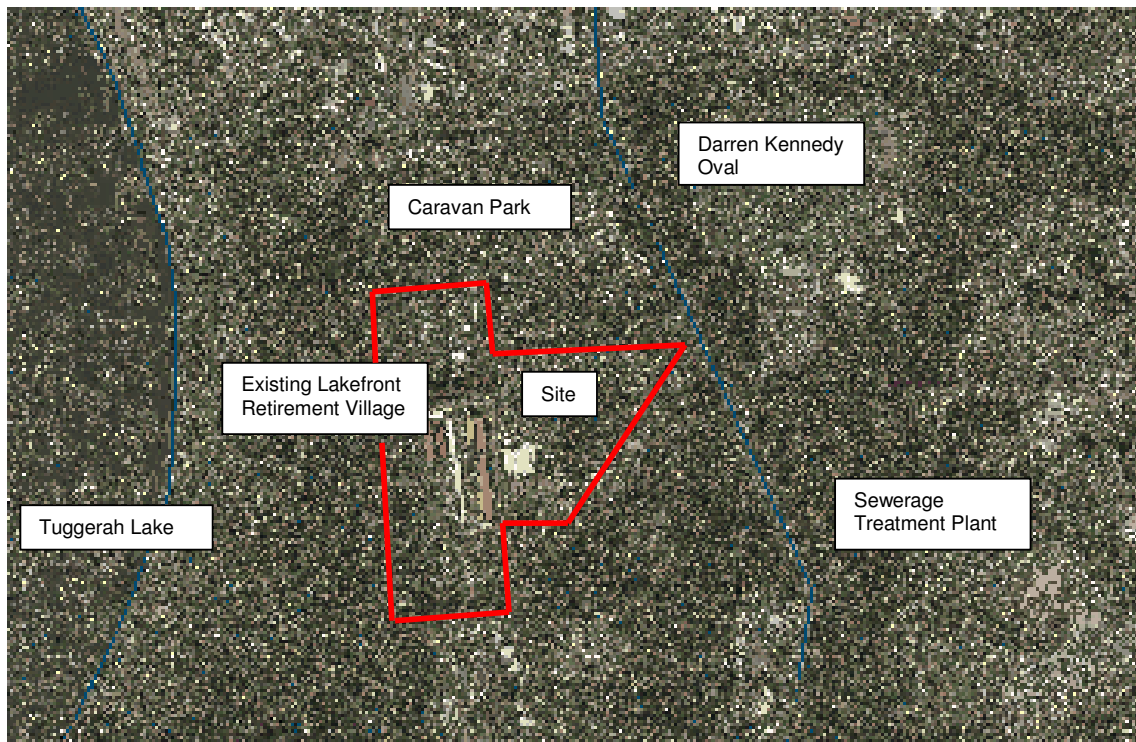 Darren Kennedy
Oval
Caravan Park
Existing Lakefront
Retirement Village
Site
Tuggerah Lake
Sewerage
Treatment Plant